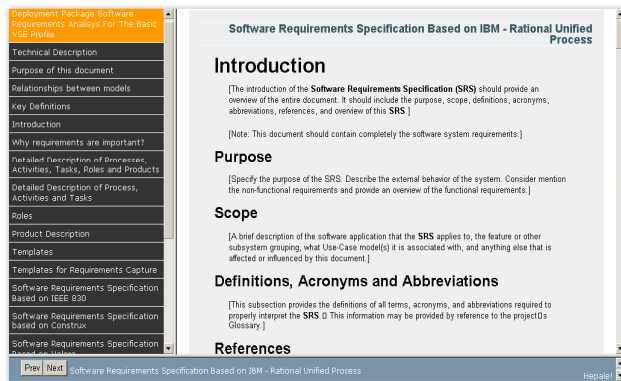 Deployment Package Software
Requirements Analisys For The Basic
VSE Profile
Technical Description
Purpose of this document
Relationships between models
Key Definitions
Introduction
Why requirements are important?
Detailed Description of Processes,
Activities, Tasks, Roles and Products
Detailed Description of Process,
Activities and Tasks
Roles
Product Description
Templates
Templates for Requirements Capture
Software Requirements Specification
Based on IEEE 830
Software Requirements Specification
based on Construx
Software Requirements Specification
Based on Volere
Software Requirements Specification Based on IBM - Rational Unified
Process
Introduction
[The introduction of the Software Requirements Specification (SRS) should provide an
overview of the entire document. It should include the purpose, scope, definitions, acronyms,
abbreviations, references, and overview of this SRS.]
[Note: This document should contain completely the software system requirements.]
Purpose
[Specify the purpose of the SRS. Describe the external behavior of the system. Consider mention
the non-functional requirements and provide an overview of the functional requirements.]
Scope
[A brief description of the software application that the SRS applies to, the feature or other
subsystem grouping, what Use-Case model(s) it is associated with, and anything else that is
affected or influenced by this document.]
Definitions, Acronyms and Abbreviations
[This subsection provides the definitions of all terms, acronyms, and abbreviations required to
properly interpret the SRS.▯ This information may be provided by reference to the project▯s
Glossary.]
References
Prev Next Software Requirements Specification Based on IBM - Rational Unified Process
Hepale!